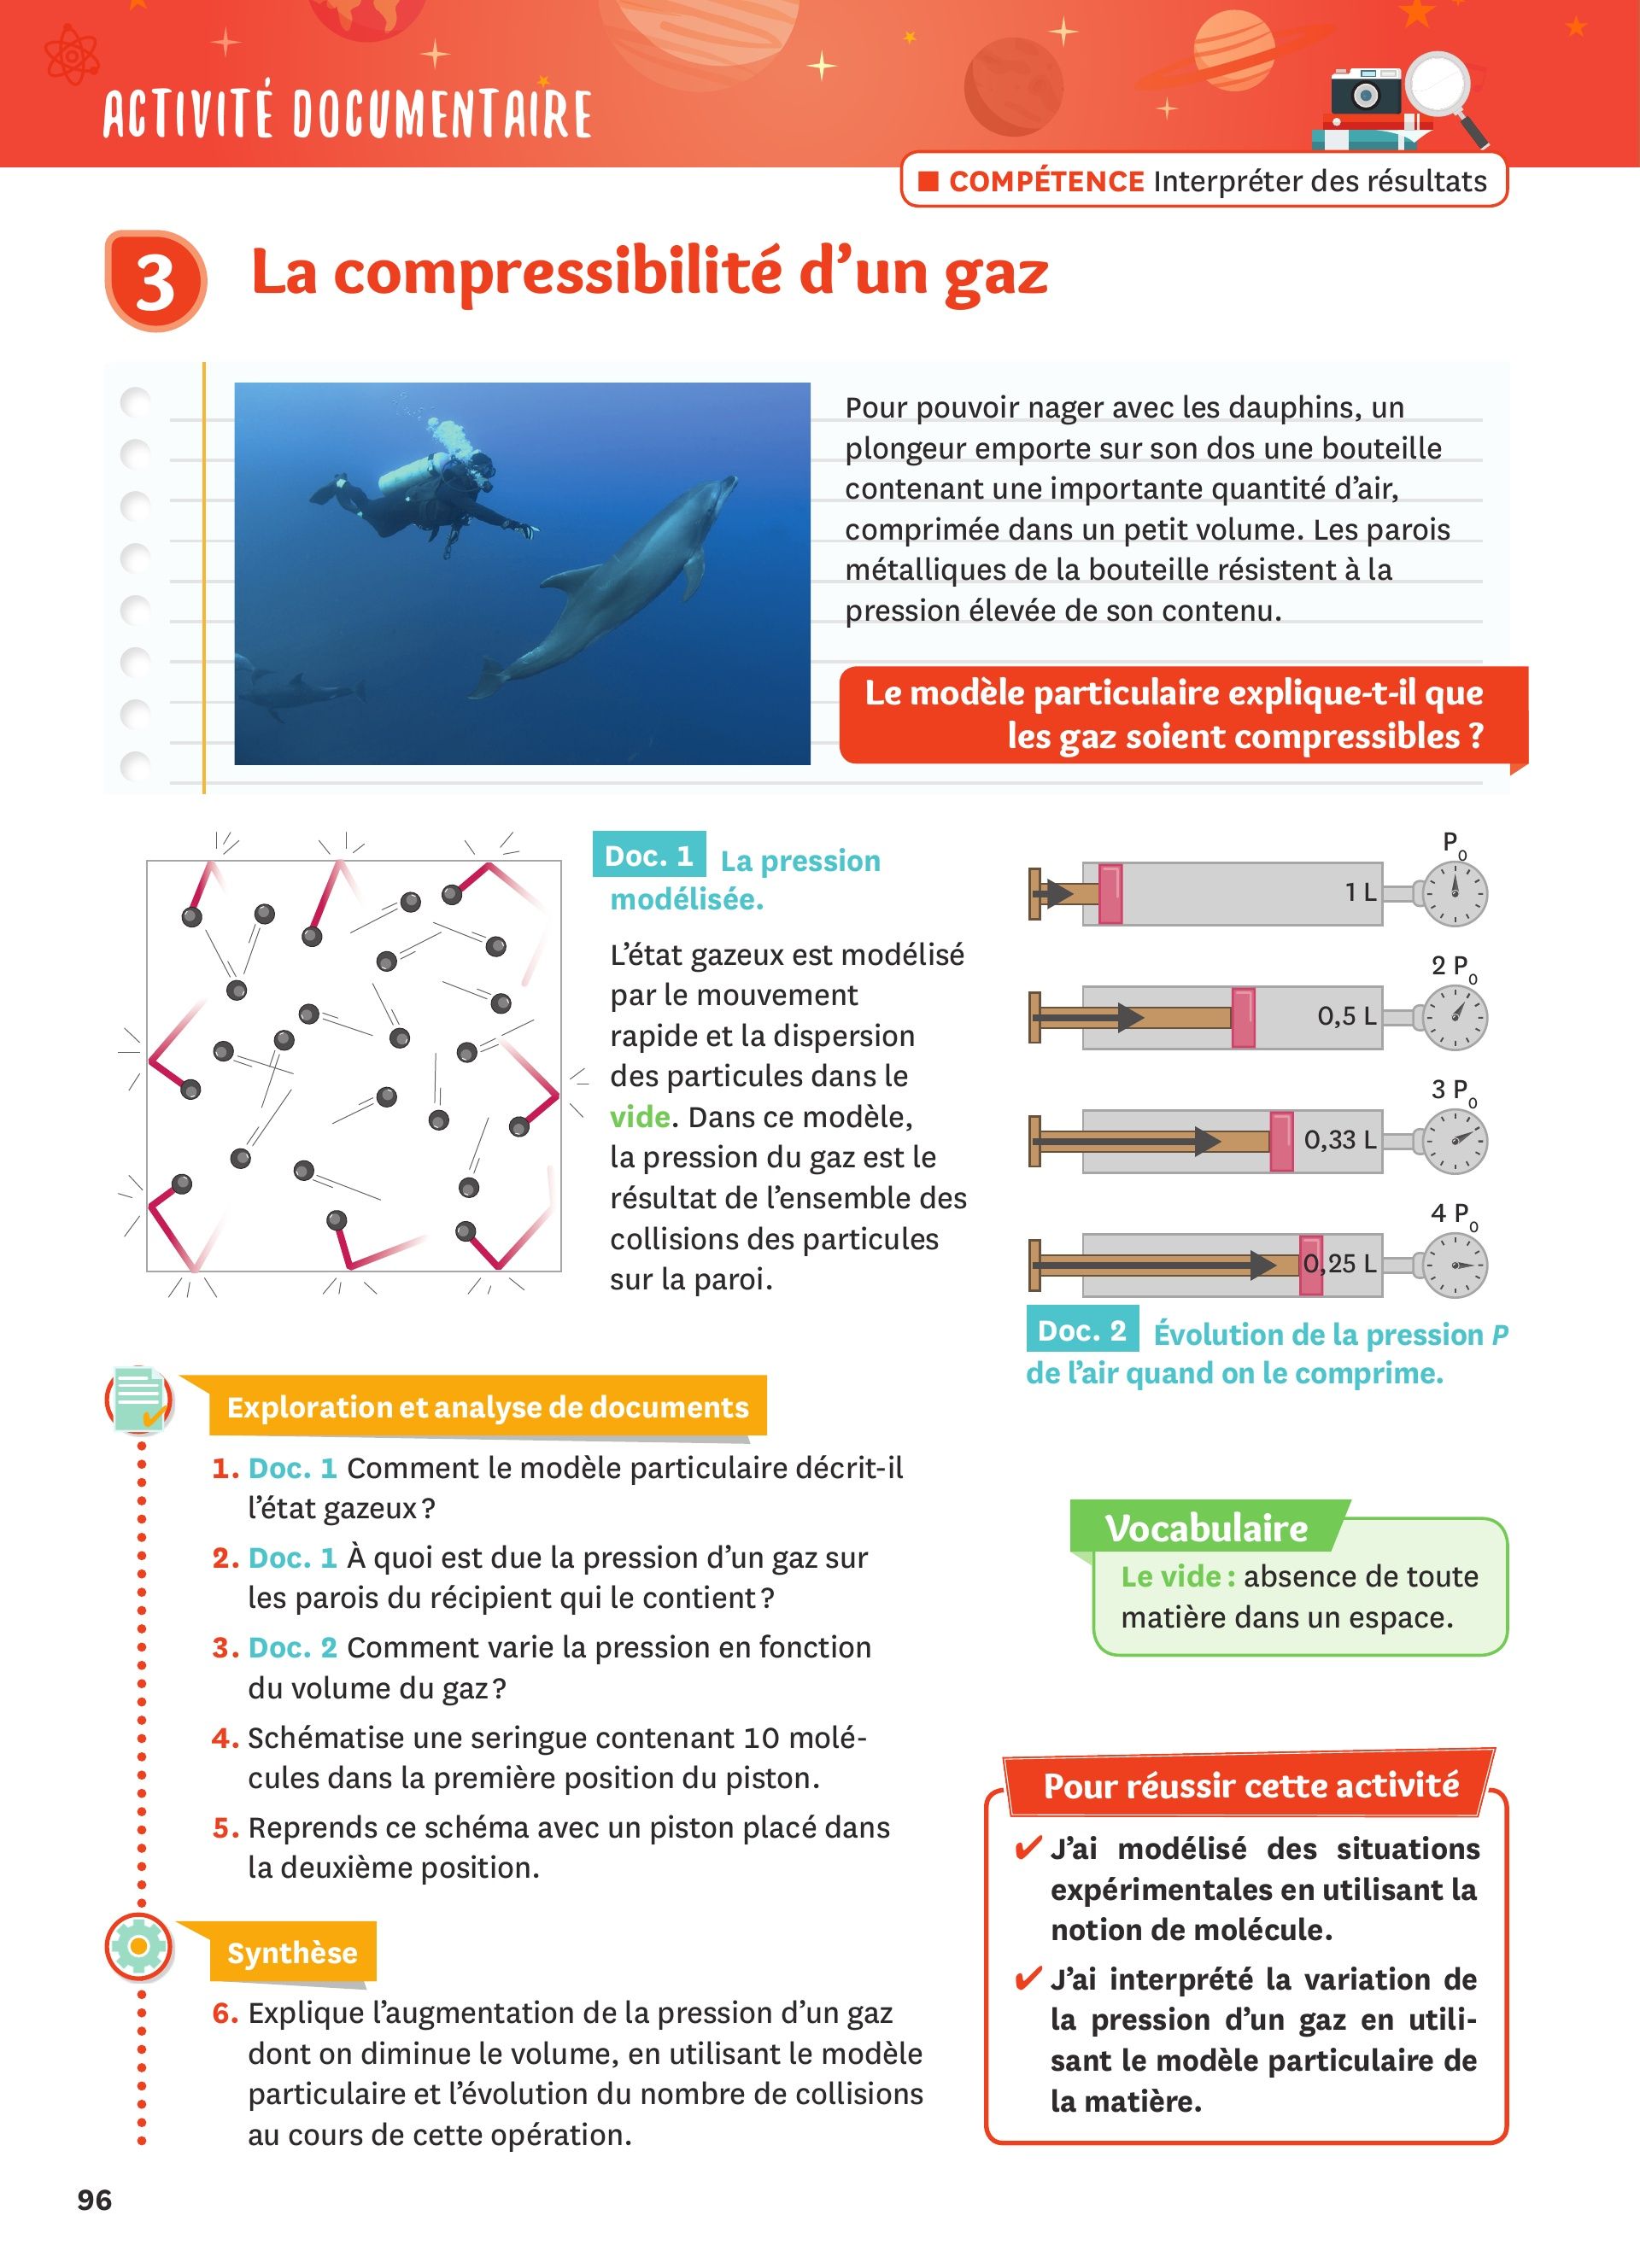 ACTIVITÉ DOCUMENTAIRE
COMPÉTENCE Interpréter des résultats
3 La compressibilité d'un gaz
Pour pouvoir nager avec les dauphins, un
plongeur emporte sur son dos une bouteille
contenant une importante quantité d'air,
comprimée dans un petit volume. Les parois
métalliques de la bouteille résistent à la
pression élevée de son contenu.
Le modèle particulaire explique-t-il que
les gaz soient compressibles ?
Doc. 1 La pression
modélisée.
L'état gazeux est modélisé
par le mouvement
rapide et la dispersion
des particules dans le
vide. Dans ce modèle,
la pression du gaz est le
résultat de l'ensemble des
collisions des particules
sur la paroi.
P0
1 L
2 P0
0,5 L
3 P0
0,33 L
4 P0
0,25 L
Doc. 2 Évolution de la pression P
de l'air quand on le comprime.
Exploration et analyse de documents
1. Doc. 1 Comment le modèle particulaire décrit-il
l'état gazeux ?
2. Doc. 1 À quoi est due la pression d'un gaz sur
les parois du récipient qui le contient ?
3. Doc. 2 Comment varie la pression en fonction
du volume du gaz ?
4. Schématise une seringue contenant 10 molé-
cules dans la première position du piston.
5. Reprends ce schéma avec un piston placé dans
la deuxième position.
Synthèse
6. Explique l'augmentation de la pression d'un gaz
dont on diminue le volume, en utilisant le modèle
particulaire et l'évolution du nombre de collisions
au cours de cette opération.
Vocabulaire
Le vide : absence de toute
matière dans un espace.
Pour réussir cette activité
✔ J'ai modélisé des situations
expérimentales en utilisant la
notion de molécule.
✔ J'ai interprété la variation de
la pression d'un gaz en utili-
sant le modèle particulaire de
la matière.
96